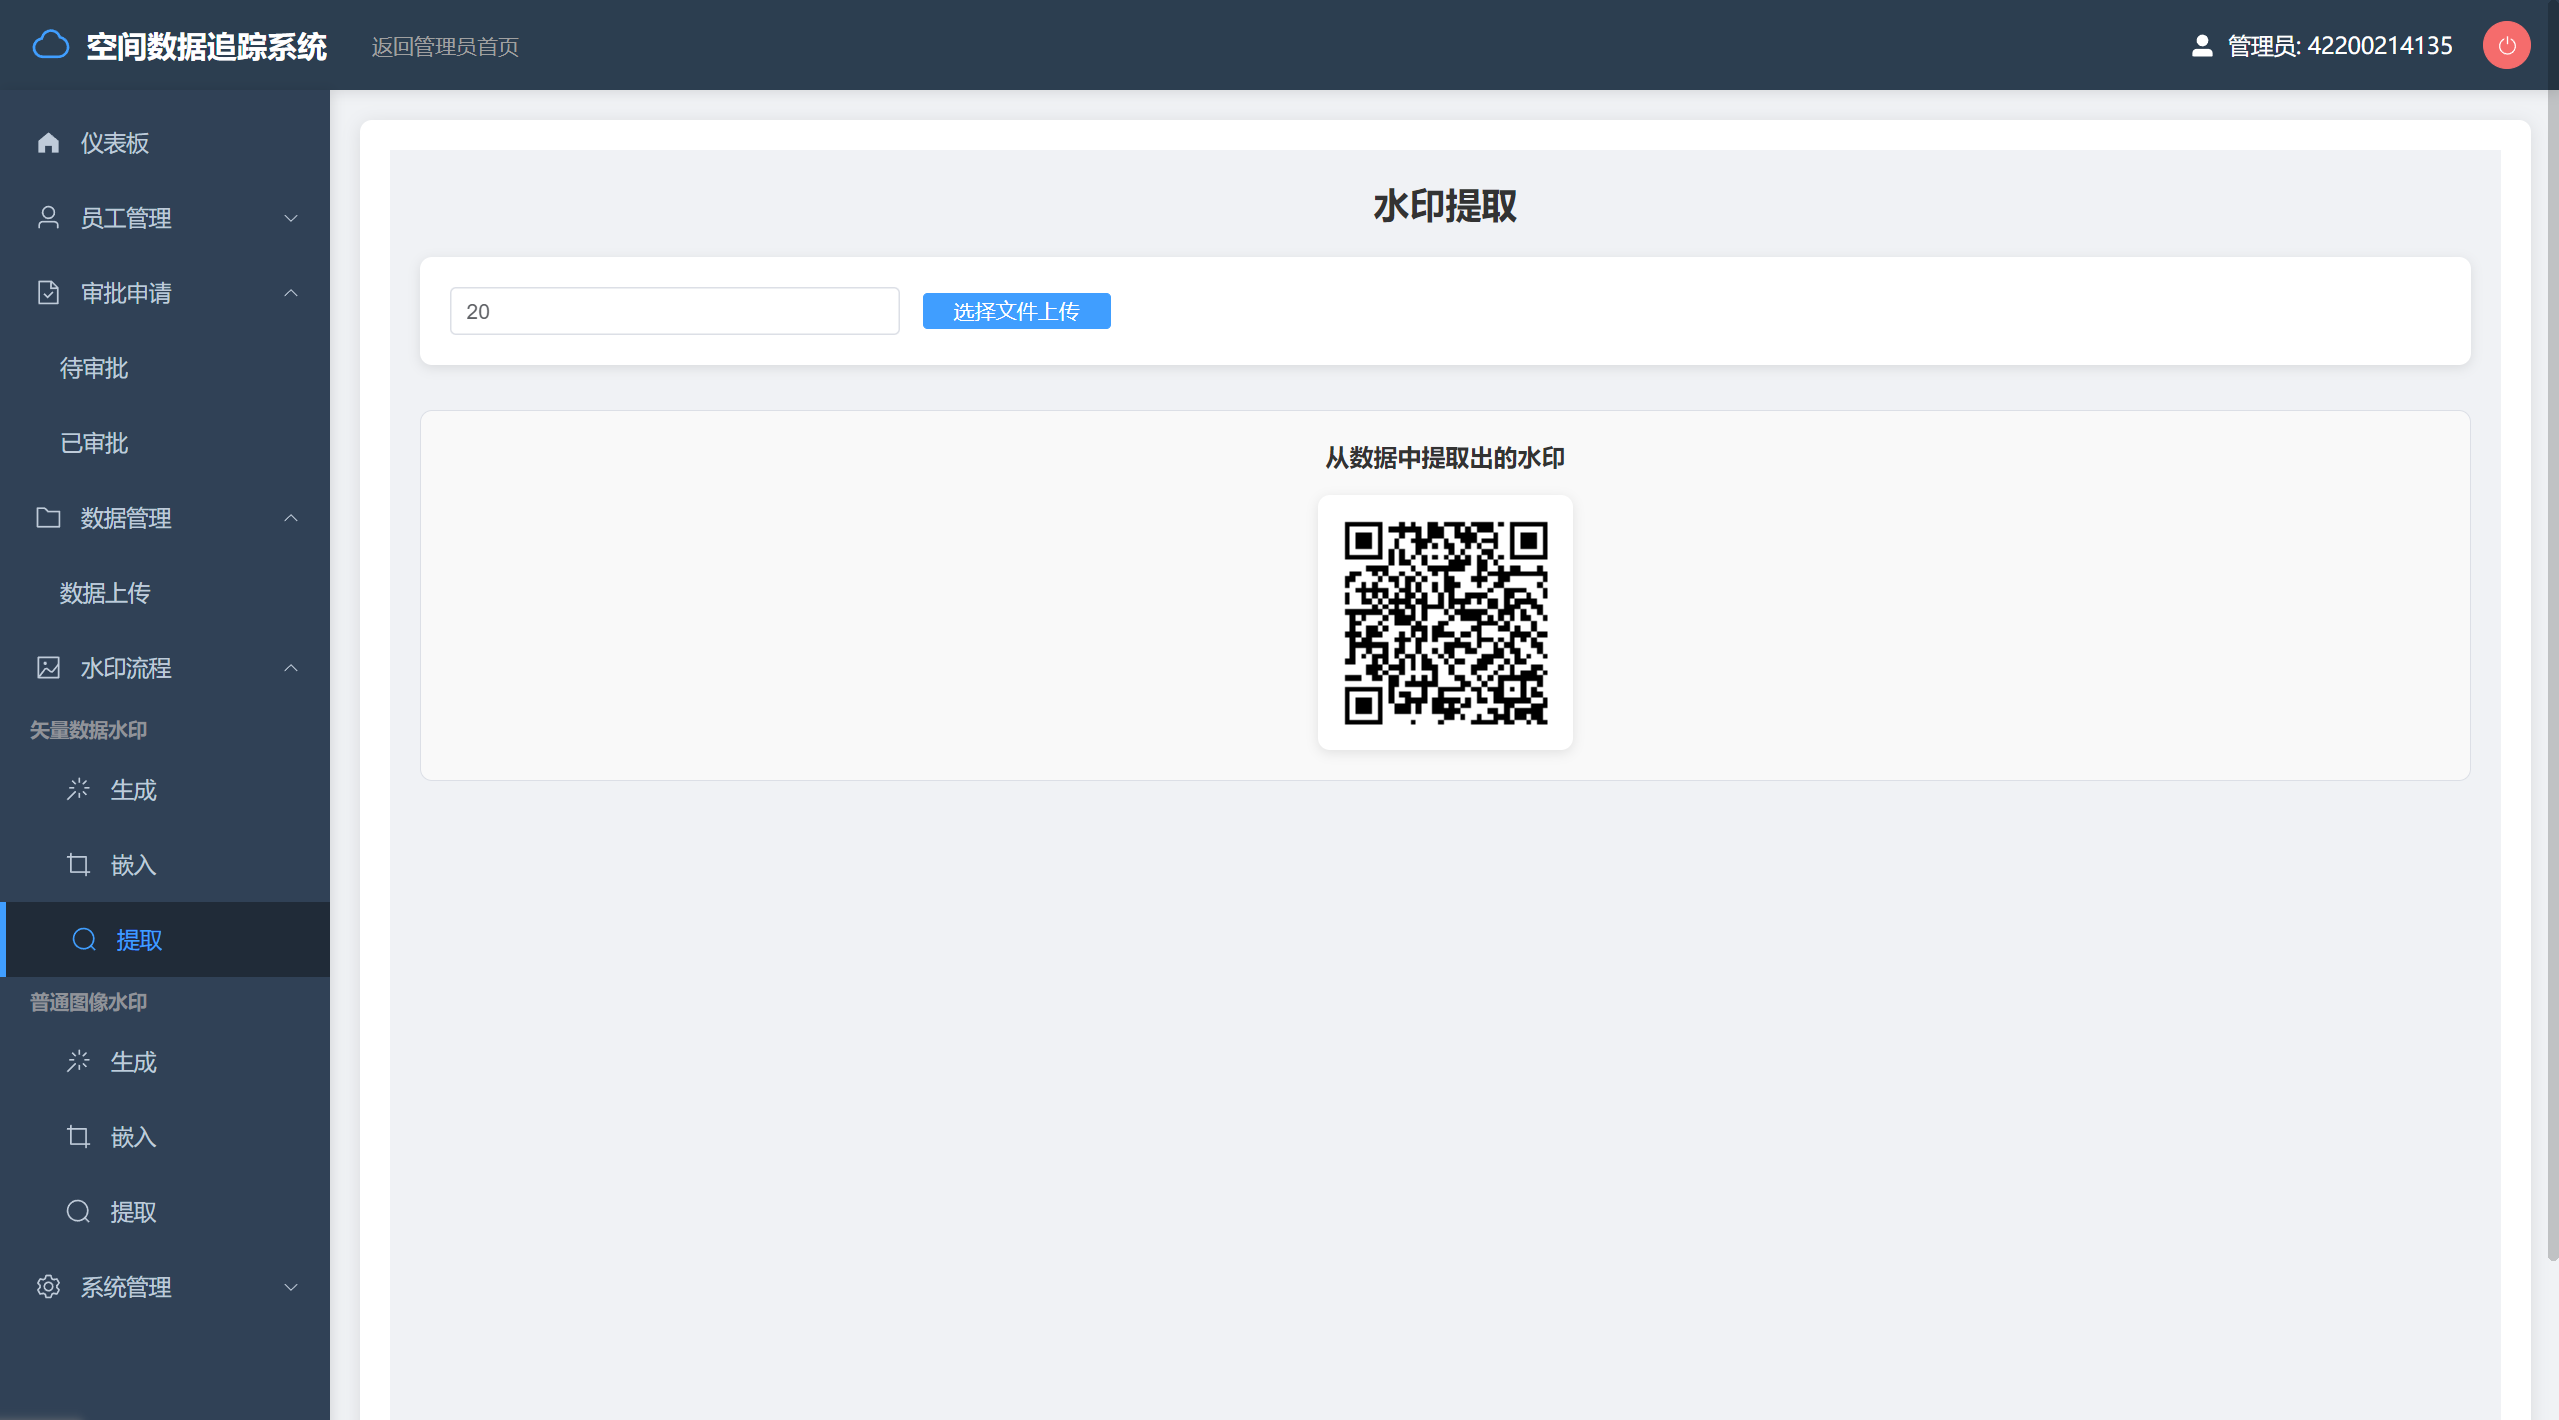 空间数据追踪系统
返回管理员首页
管理员: 42200214135
仪表板
员工管理
审批申请
待审批
已审批
数据管理
数据上传
水印流程
矢量数据水印
生成
嵌入
提取
普通图像水印
生成
嵌入
提取
系统管理
水印提取
20
选择文件上传
从数据中提取出的水印